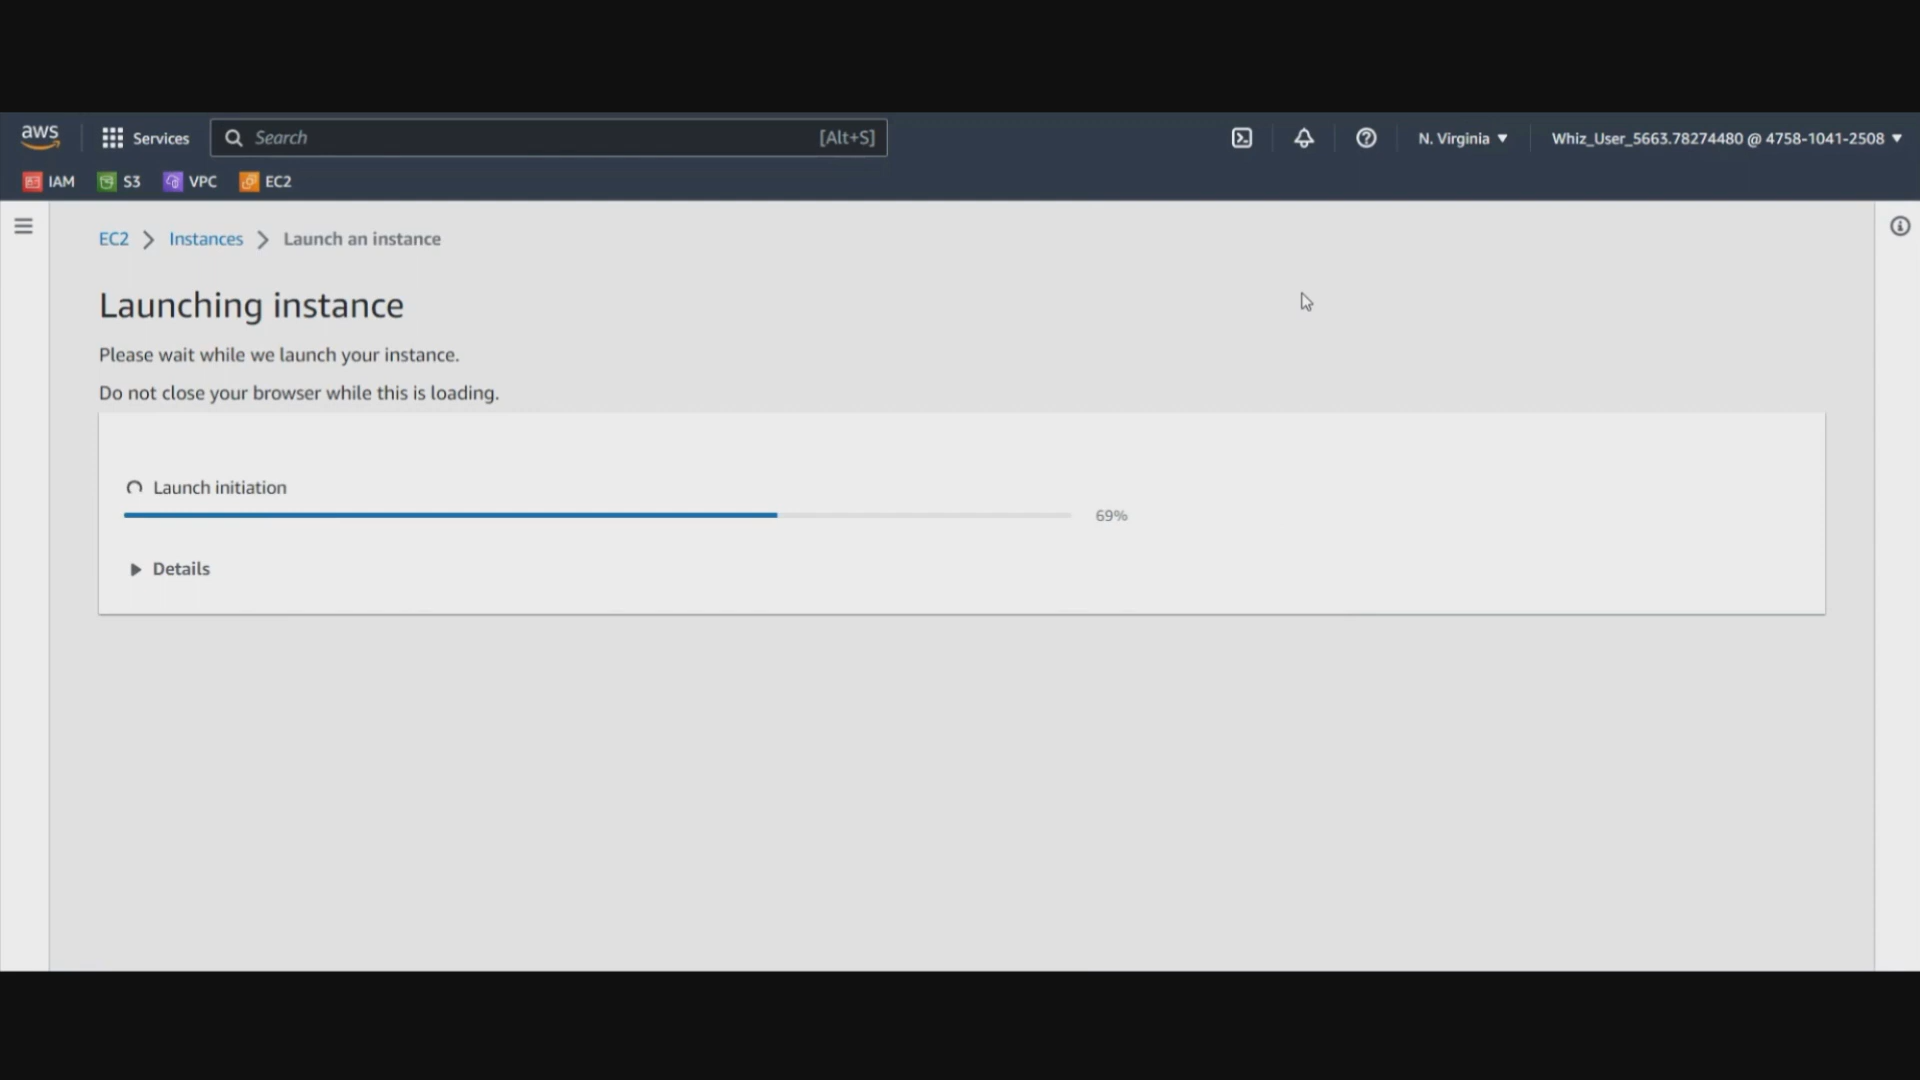 aws Services Search [Alt+S] N. Virginia Whiz_User_5663.78274480 @ 4758-1041-2508
IAM S3 VPC EC2
EC2 Instances Launch an instance
Launching instance
Please wait while we launch your instance.
Do not close your browser while this is loading.
Launch initiation
69%
Details